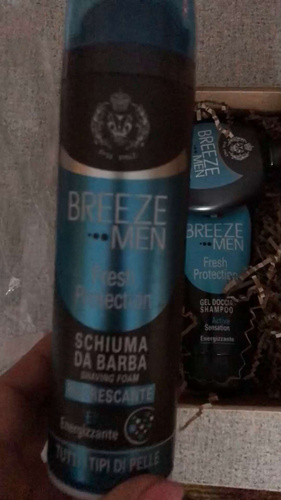 BREEZE
MEN
Fresh
Protection
SCHIUMA
DA BARBA
SHAVING FOAM
Energizzante
TUTTI TIPI DI PELLE
BREEZE
MEN
BREEZE
MEN
Fresh
Protection
GEL DOCCIA
SHAMPOO
Active
Sensation
Energizzante